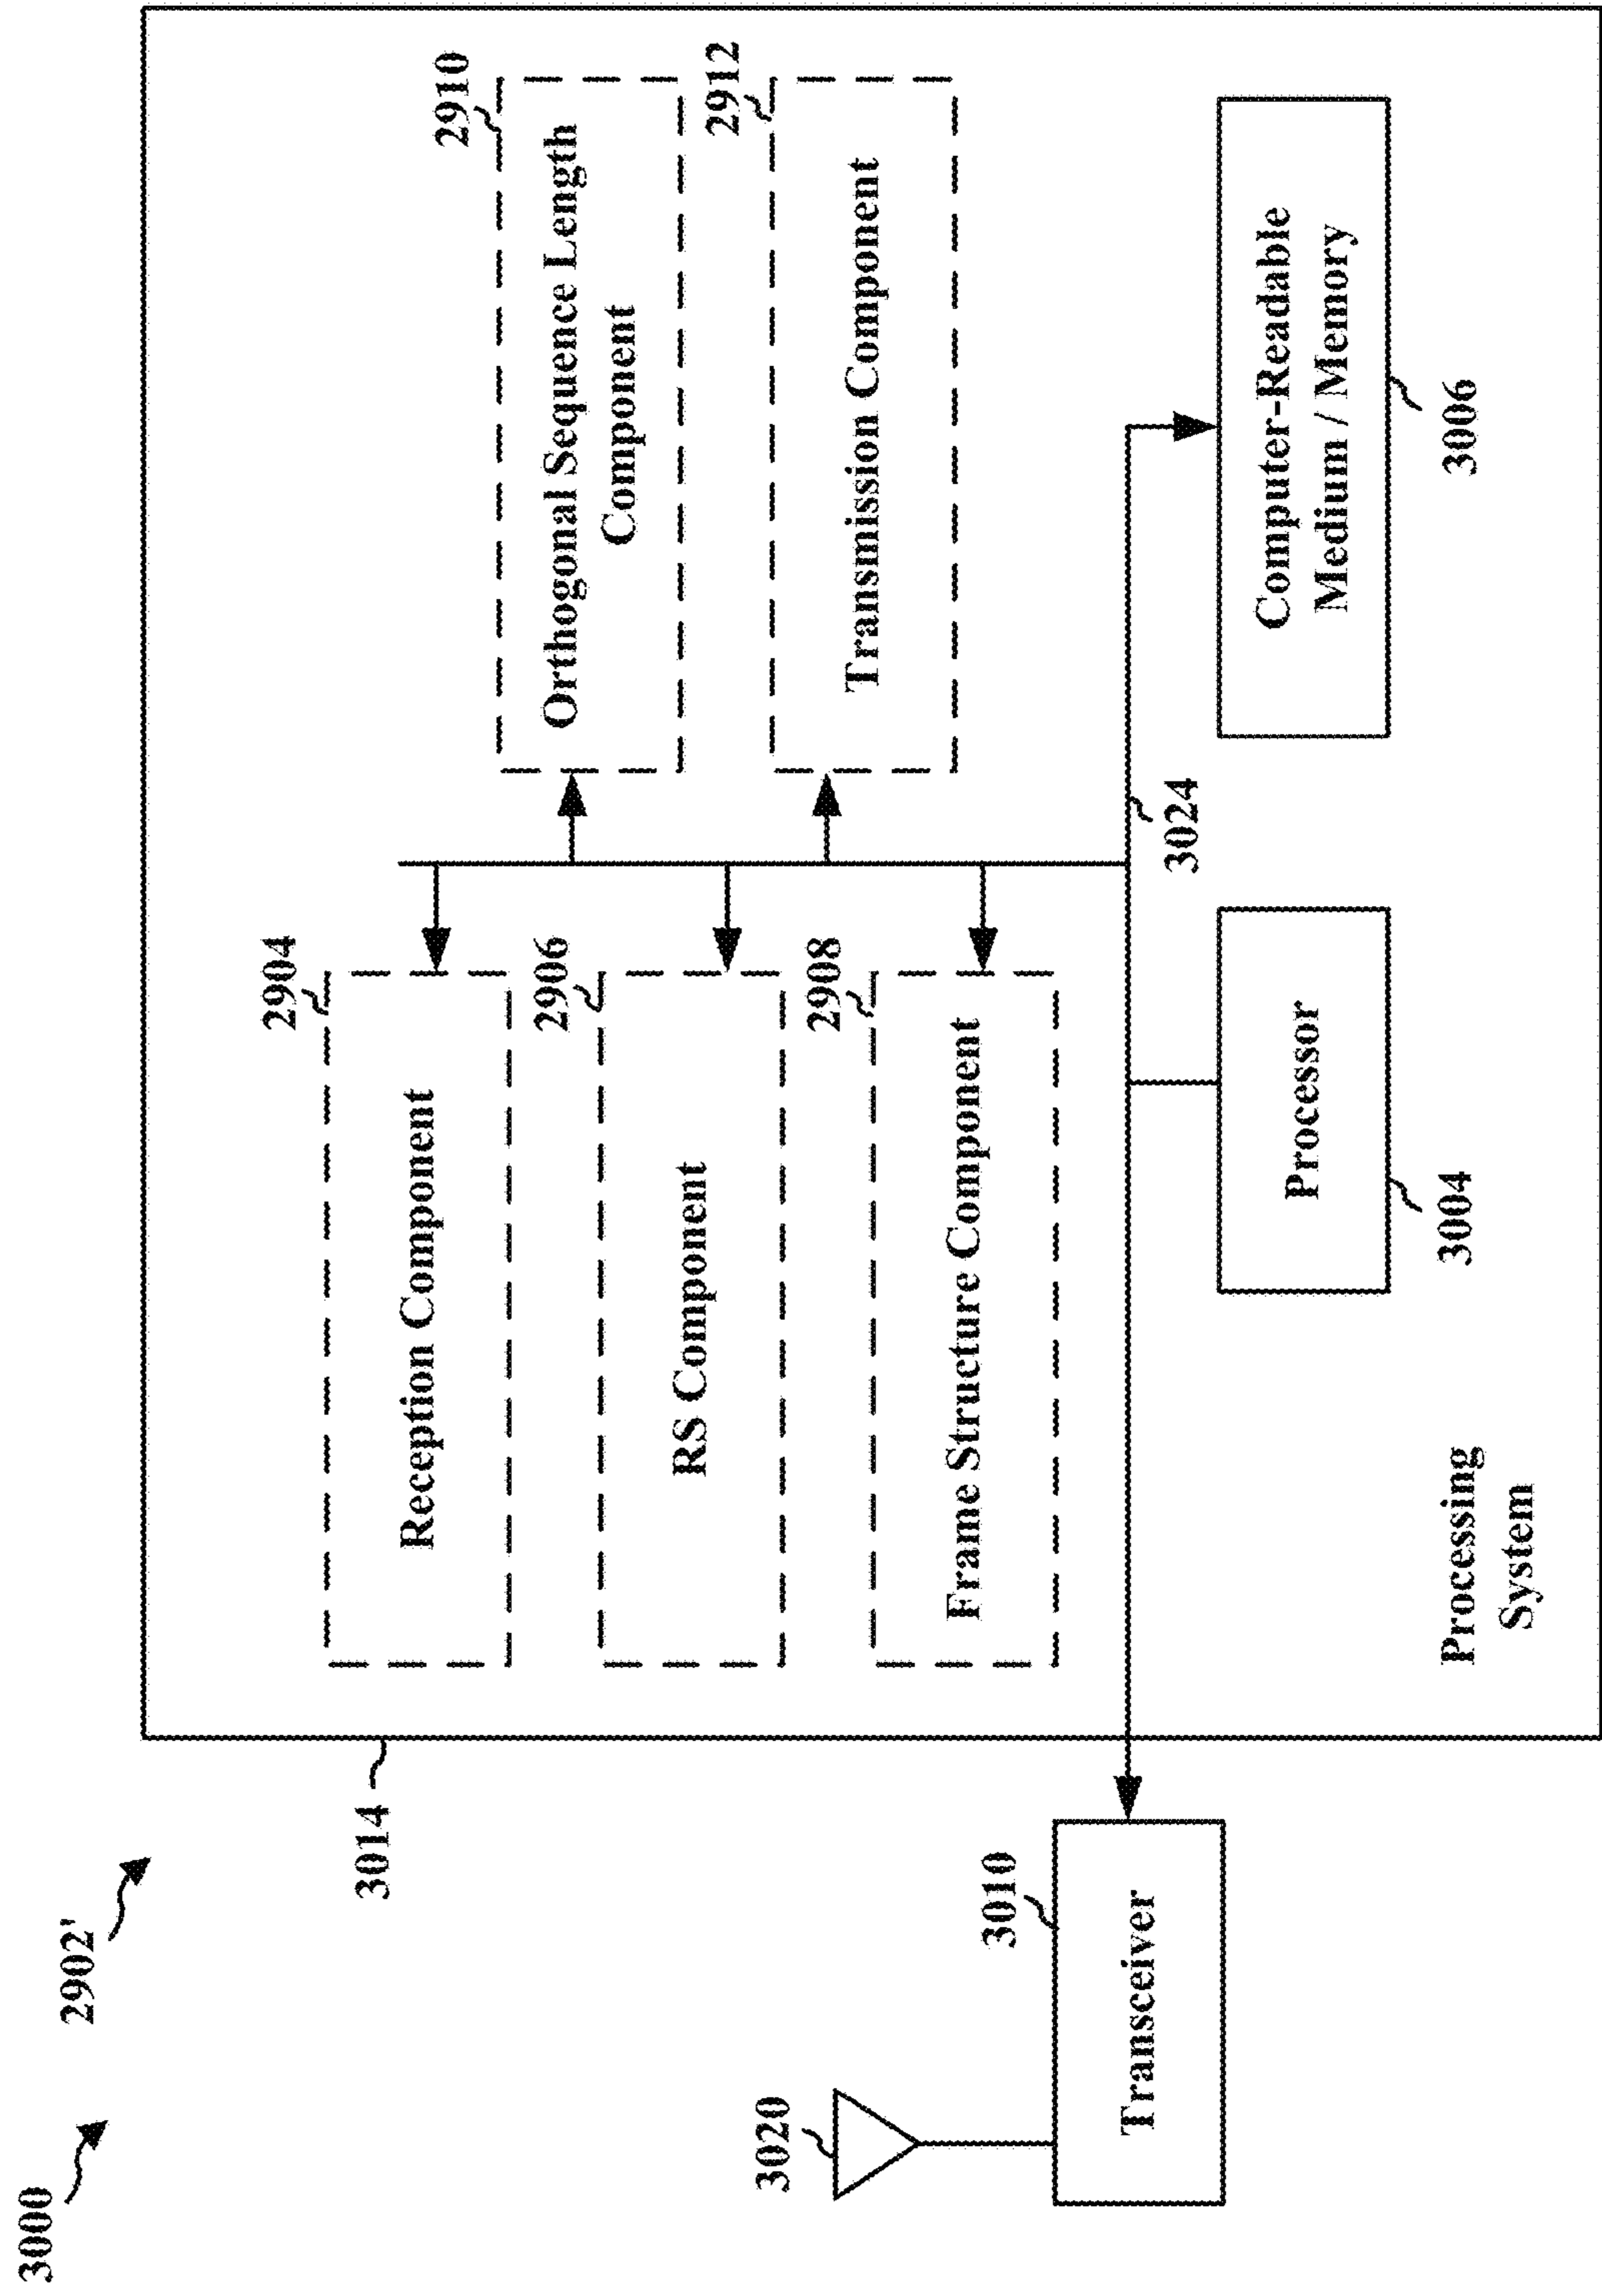 3000
2902'
3014
2904
Reception Component
2906
RS Component
2908
Frame Structure Component
2910
Orthogonal Sequence Length
Component
2912
Transmission Component
3020
3010
Transceiver
3024
Processor
3004
Computer-Readable
Medium / Memory
3006
Processing
System